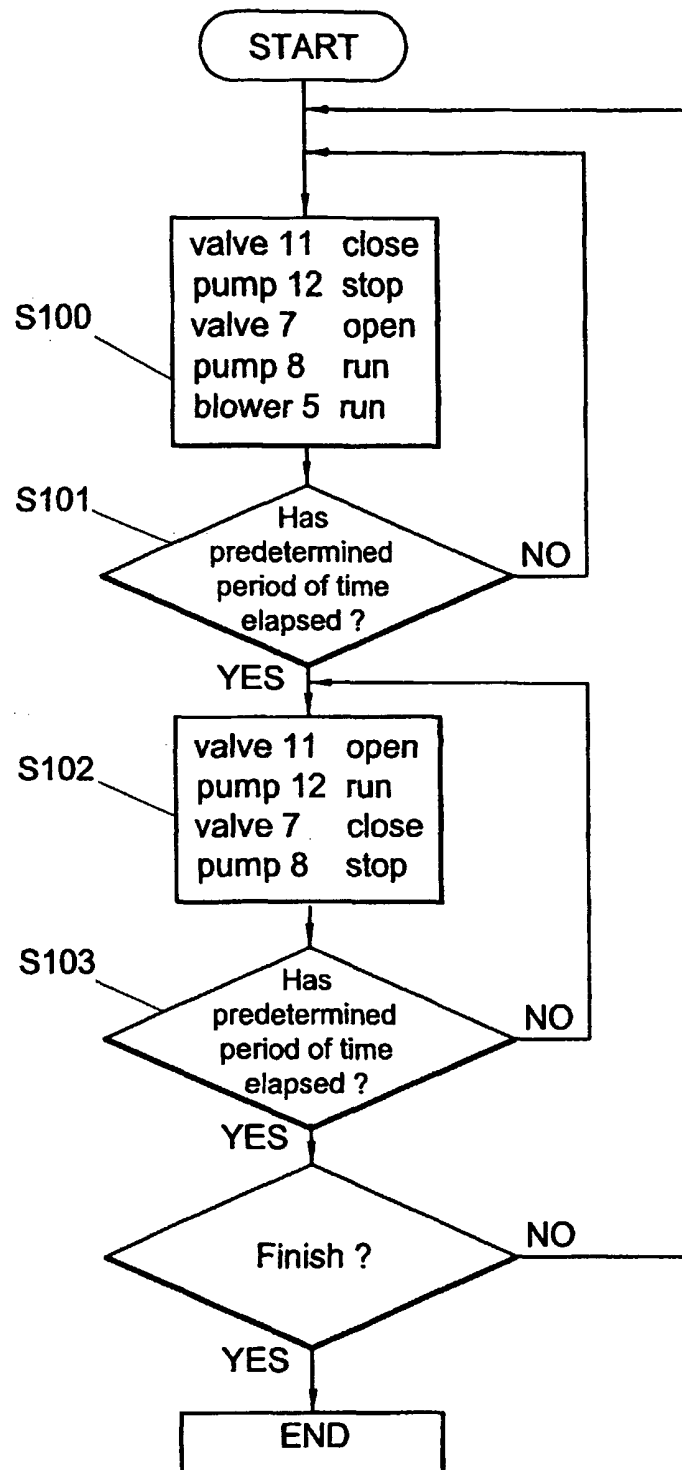 START
valve 11 close
pump 12 stop
valve 7 open
pump 8 run
blower 5 run
S100
S101
Has
predetermined
period of time
elapsed ?
NO
YES
valve 11 open
pump 12 run
valve 7 close
pump 8 stop
S102
S103
Has
predetermined
period of time
elapsed ?
NO
YES
Finish ?
NO
YES
END